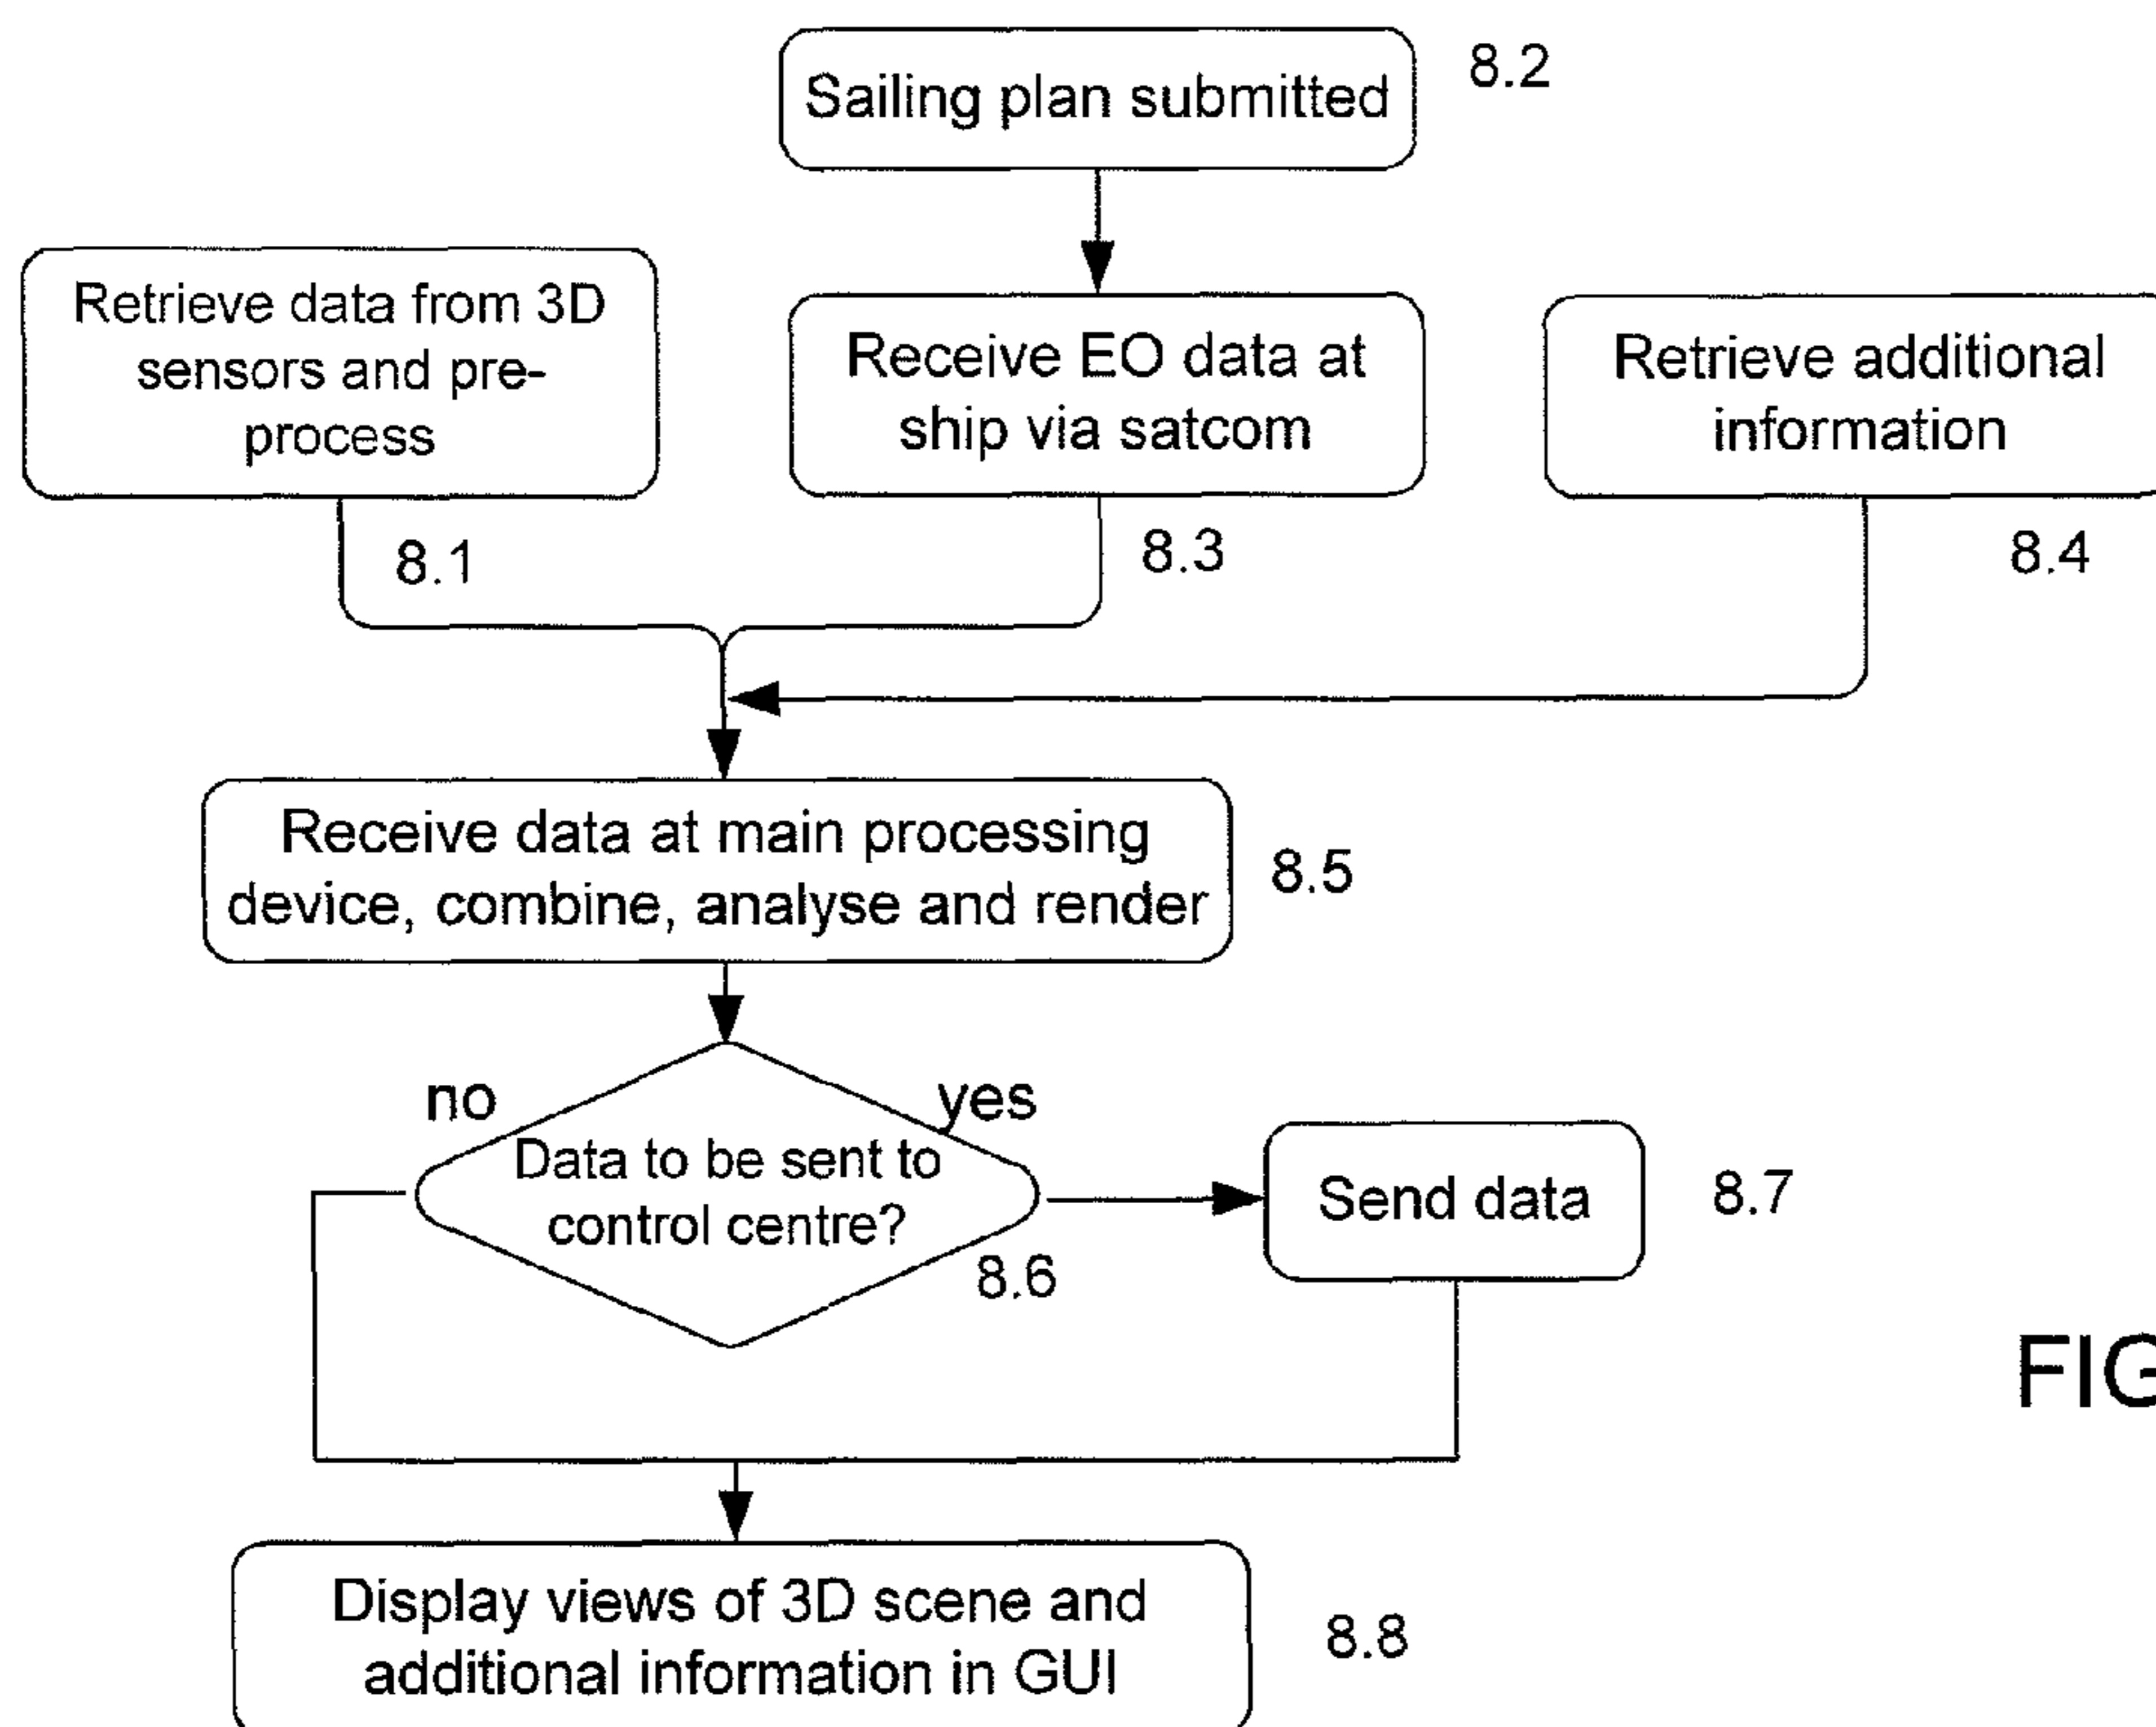 Sailing plan submitted
8.2
Retrieve data from 3D
sensors and pre-
process
8.1
Receive EO data at
ship via satcom
8.3
Retrieve additional
information
8.4
Receive data at main processing
device, combine, analyse and render
8.5
no
yes
Data to be sent to
control centre?
8.6
Send data
8.7
FIG
Display views of 3D scene and
additional information in GUI
8.8